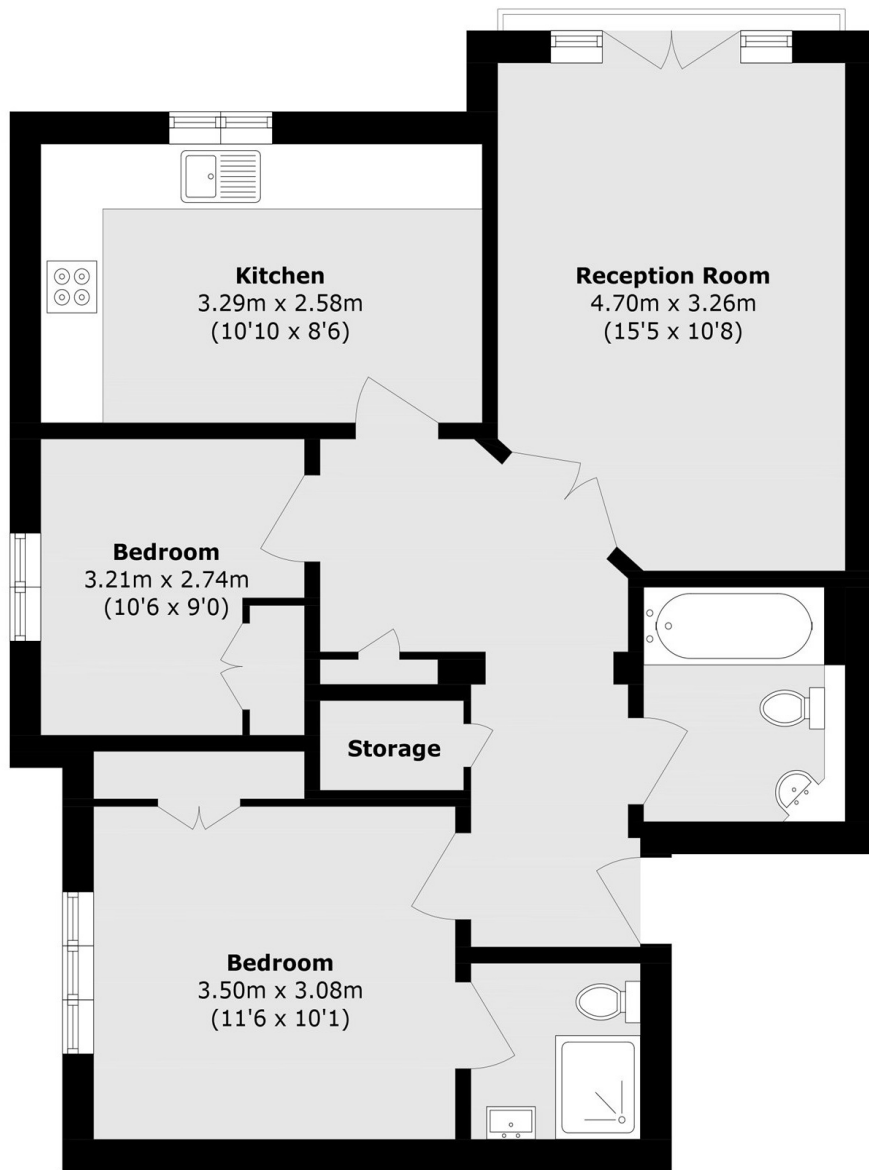 Kitchen
3.29m x 2.58m
(10'10 x 8'6)
Reception Room
4.70m x 3.26m
(15'5 x 10'8)
Bedroom
3.21m x 2.74m
(10'6 x 9'0)
Storage
Bedroom
3.50m x 3.08m
(11'6 x 10'1)